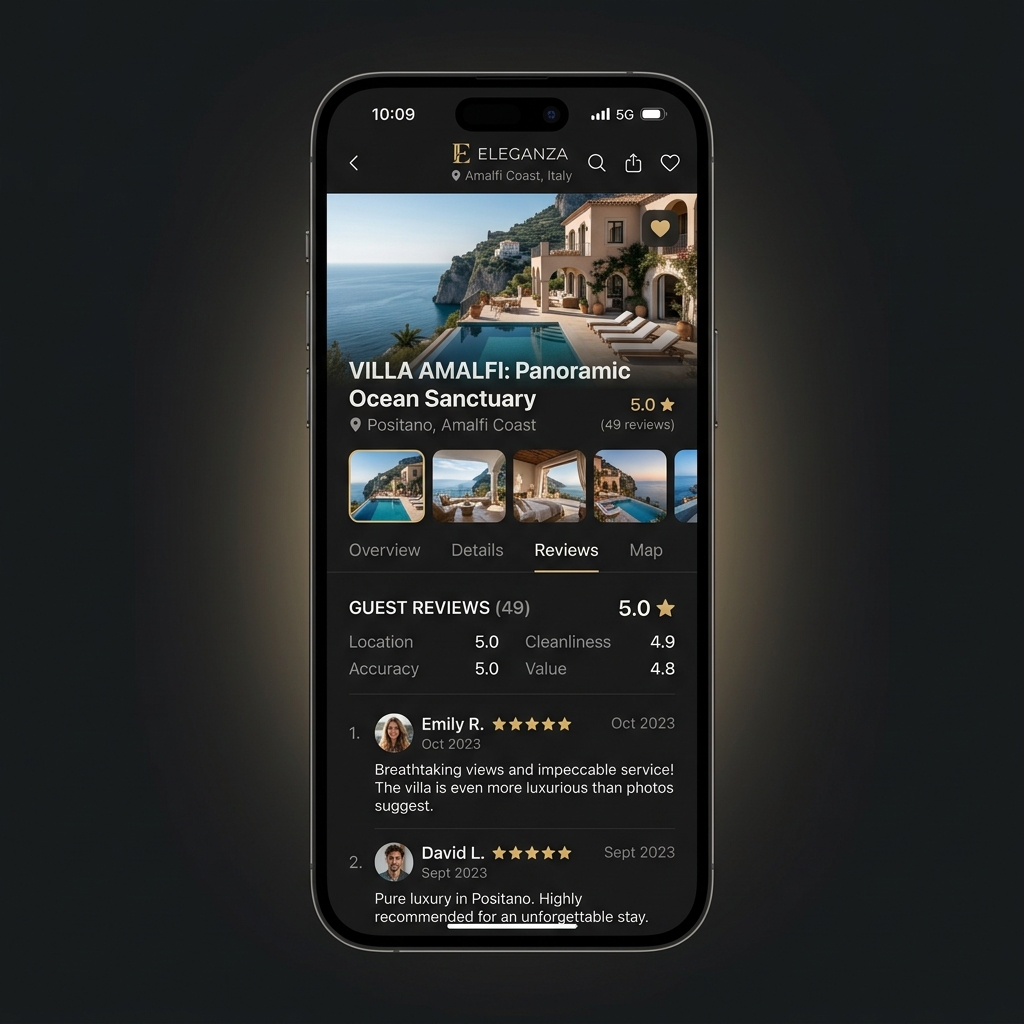 10:09
5G
E ELEGANZA
Amalfi Coast, Italy
VILLA AMALFI: Panoramic
Ocean Sanctuary
5.0
Positano, Amalfi Coast
(49 reviews)
Overview Details Reviews Map
GUEST REVIEWS (49) 5.0
Location 5.0 Cleanliness 4.9
Accuracy 5.0 Value 4.8
1. Emily R. Oct 2023
Oct 2023
Breathtaking views and impeccable service!
The villa is even more luxurious than photos
suggest.
2. David L. Sept 2023
Sept 2023
Pure luxury in Positano. Highly
recommended for an unforgettable stay.